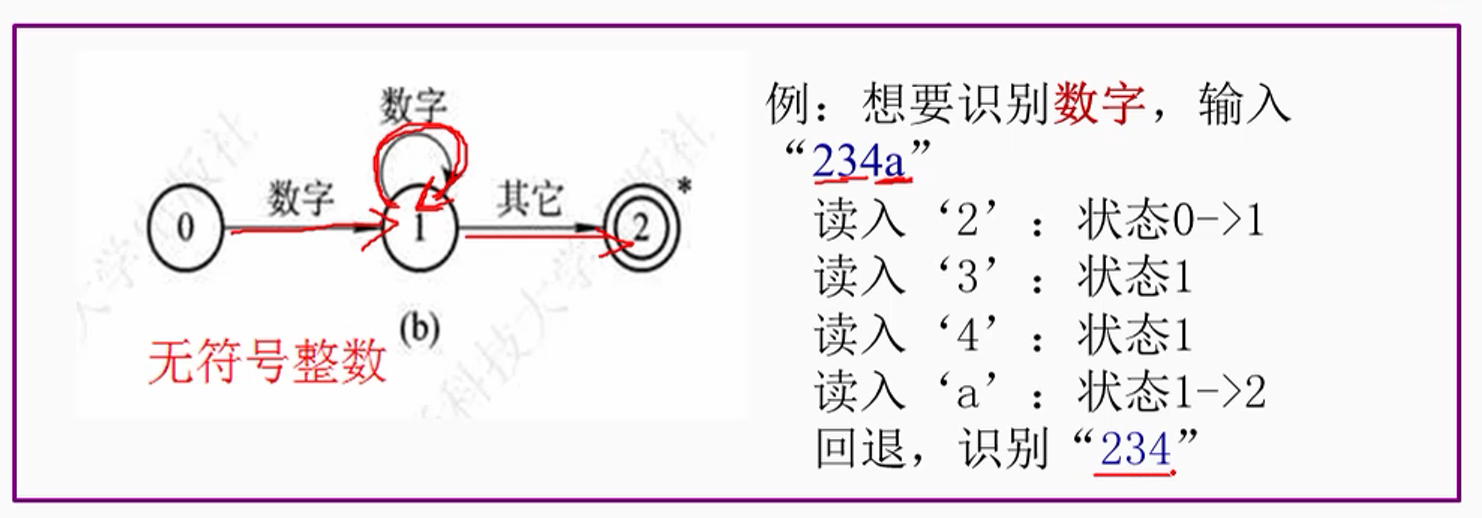 数字
0
数字
1
其它
2
*
(b)
无符号整数
例：想要识别数字，输入
“234a”
读入‘2’：状态0->1
读入‘3’：状态1
读入‘4’：状态1
读入‘a’：状态1->2
回退，识别“234”